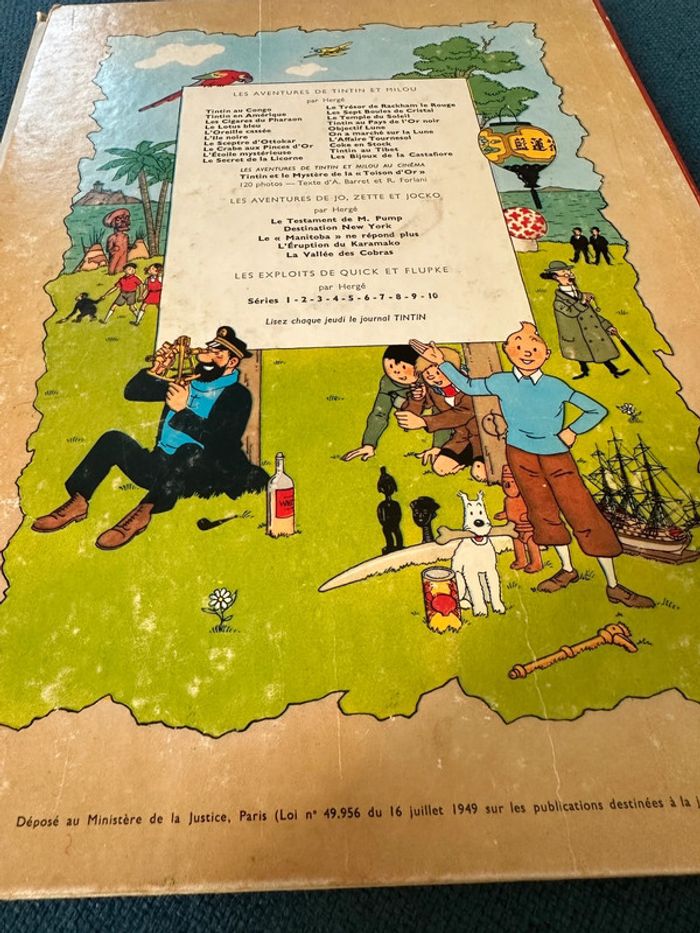 LES AVENTURES DE TINTIN ET MILOU
par Hergé
Tintin au Congo
Tintin en Amérique
Les Cigares du Pharaon
Le Lotus bleu
L'Oreille cassée
L'Ile noire
Le Sceptre d'Ottokar
Le Crabe aux Pinces d'Or
L'Étoile mystérieuse
Le Secret de la Licorne
Le Trésor de Rackham le Rouge
Les Sept Boules de Cristal
Le Temple du Soleil
Tintin au Pays de l'Or noir
Objectif Lune
On a marché sur la Lune
L'Affaire Tournesol
Coke en Stock
Tintin au Tibet
Les Bijoux de la Castafiore
LES AVENTURES DE TINTIN ET MILOU AU CINÉMA
Tintin et le Mystère de la « Toison d'Or »
120 photos — Texte d'A. Barret et R. Forlani
LES AVENTURES DE JO, ZETTE ET JOCKO
par Hergé
Le Testament de M. Pump
Destination New York
Le « Manitoba » ne répond plus
L'Éruption du Karamako
La Vallée des Cobras
LES EXPLOITS DE QUICK ET FLUPKE
par Hergé
Séries 1 - 2 - 3 - 4 - 5 - 6 - 7 - 8 - 9 - 10
Lisez chaque jeudi le journal TINTIN
Déposé au Ministère de la Justice, Paris (Loi n° 49.956 du 16 juillet 1949 sur les publications destinées à la